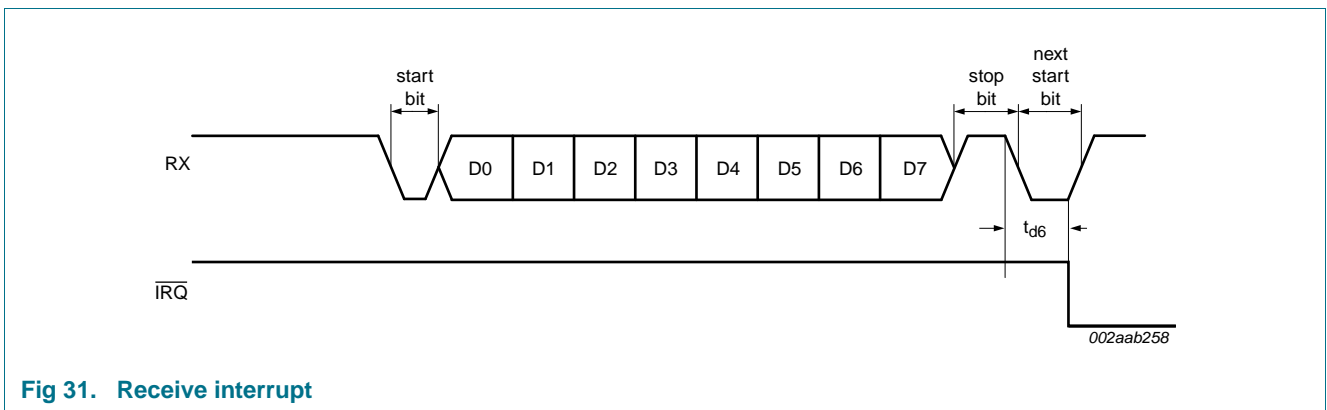 next
start start
bit stop bit
bit
RX D0 D1 D2 D3 D4 D5 D6 D7
td6
IRQ
002aab258
Fig 31. Receive interrupt